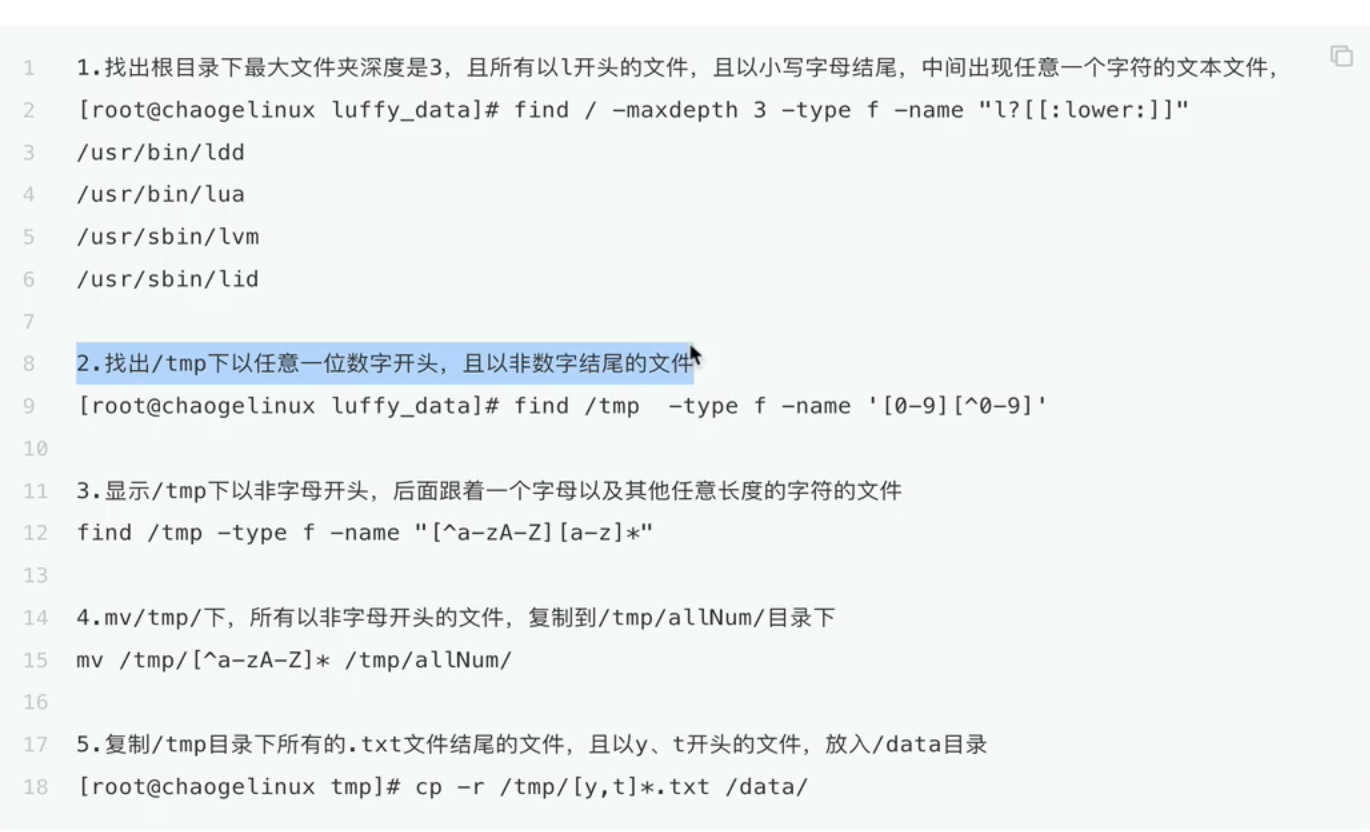 1 1.找出根目录下最大文件夹深度是3，且所有以l开头的文件，且以小写字母结尾，中间出现任意一个字符的文本文件，
2 [root@chaogelinux luffy_data]# find / -maxdepth 3 -type f -name "l?[[:lower:]]"
3 /usr/bin/ldd
4 /usr/bin/lua
5 /usr/sbin/lvm
6 /usr/sbin/lid
7
8 2.找出/tmp下以任意一位数字开头，且以非数字结尾的文件
9 [root@chaogelinux luffy_data]# find /tmp  -type f -name '[0-9][^0-9]'
10
11 3.显示/tmp下以非字母开头，后面跟着一个字母以及其他任意长度的字符的文件
12 find /tmp -type f -name "[^a-zA-Z][a-z]*"
13
14 4.mv/tmp/下，所有以非字母开头的文件，复制到/tmp/allNum/目录下
15 mv /tmp/[^a-zA-Z]* /tmp/allNum/
16
17 5.复制/tmp目录下所有的.txt文件结尾的文件，且以y、t开头的文件，放入/data目录
18 [root@chaogelinux tmp]# cp -r /tmp/[y,t]*.txt /data/